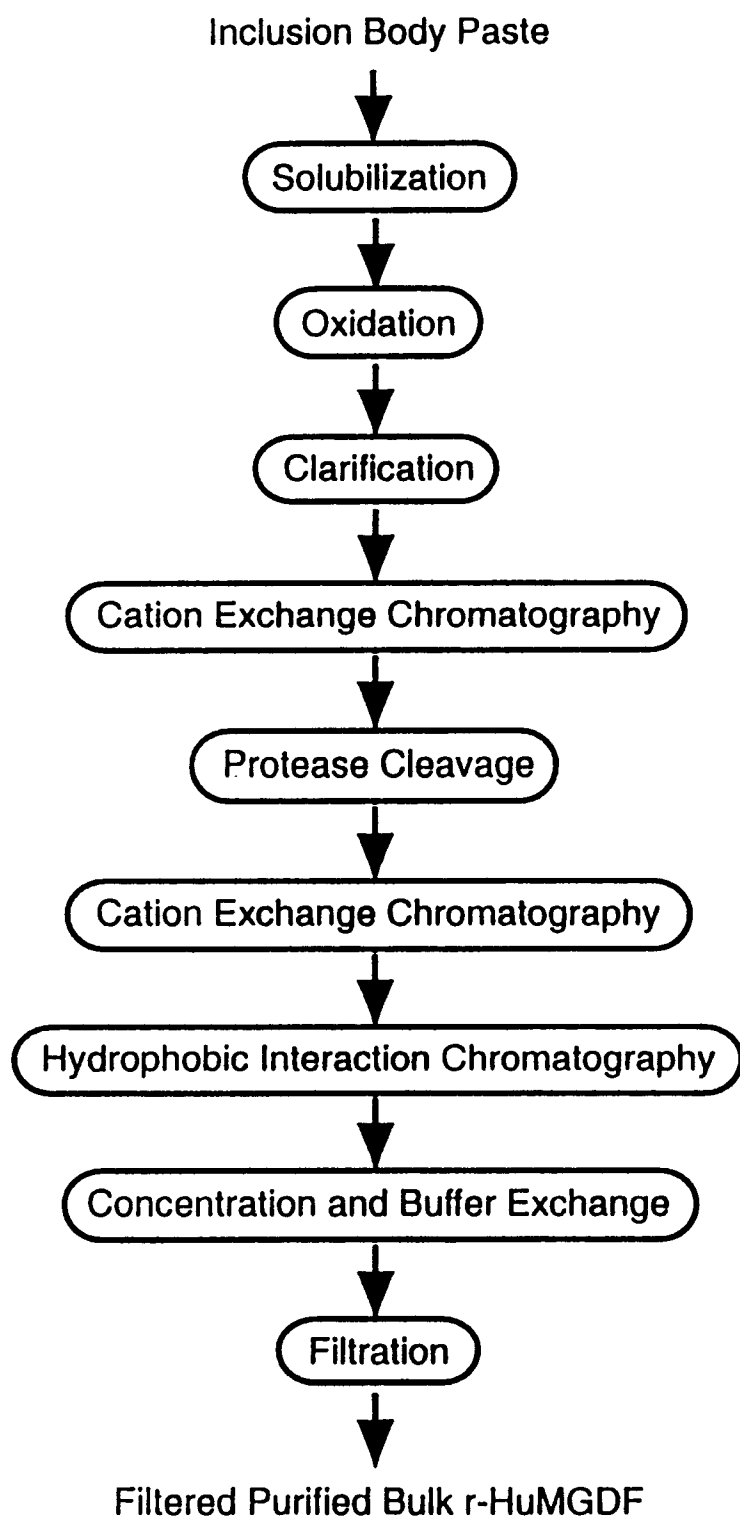 Inclusion Body Paste
Solubilization
Oxidation
Clarification
Cation Exchange Chromatography
Protease Cleavage
Cation Exchange Chromatography
Hydrophobic Interaction Chromatography
Concentration and Buffer Exchange
Filtration
Filtered Purified Bulk r-HuMGDF